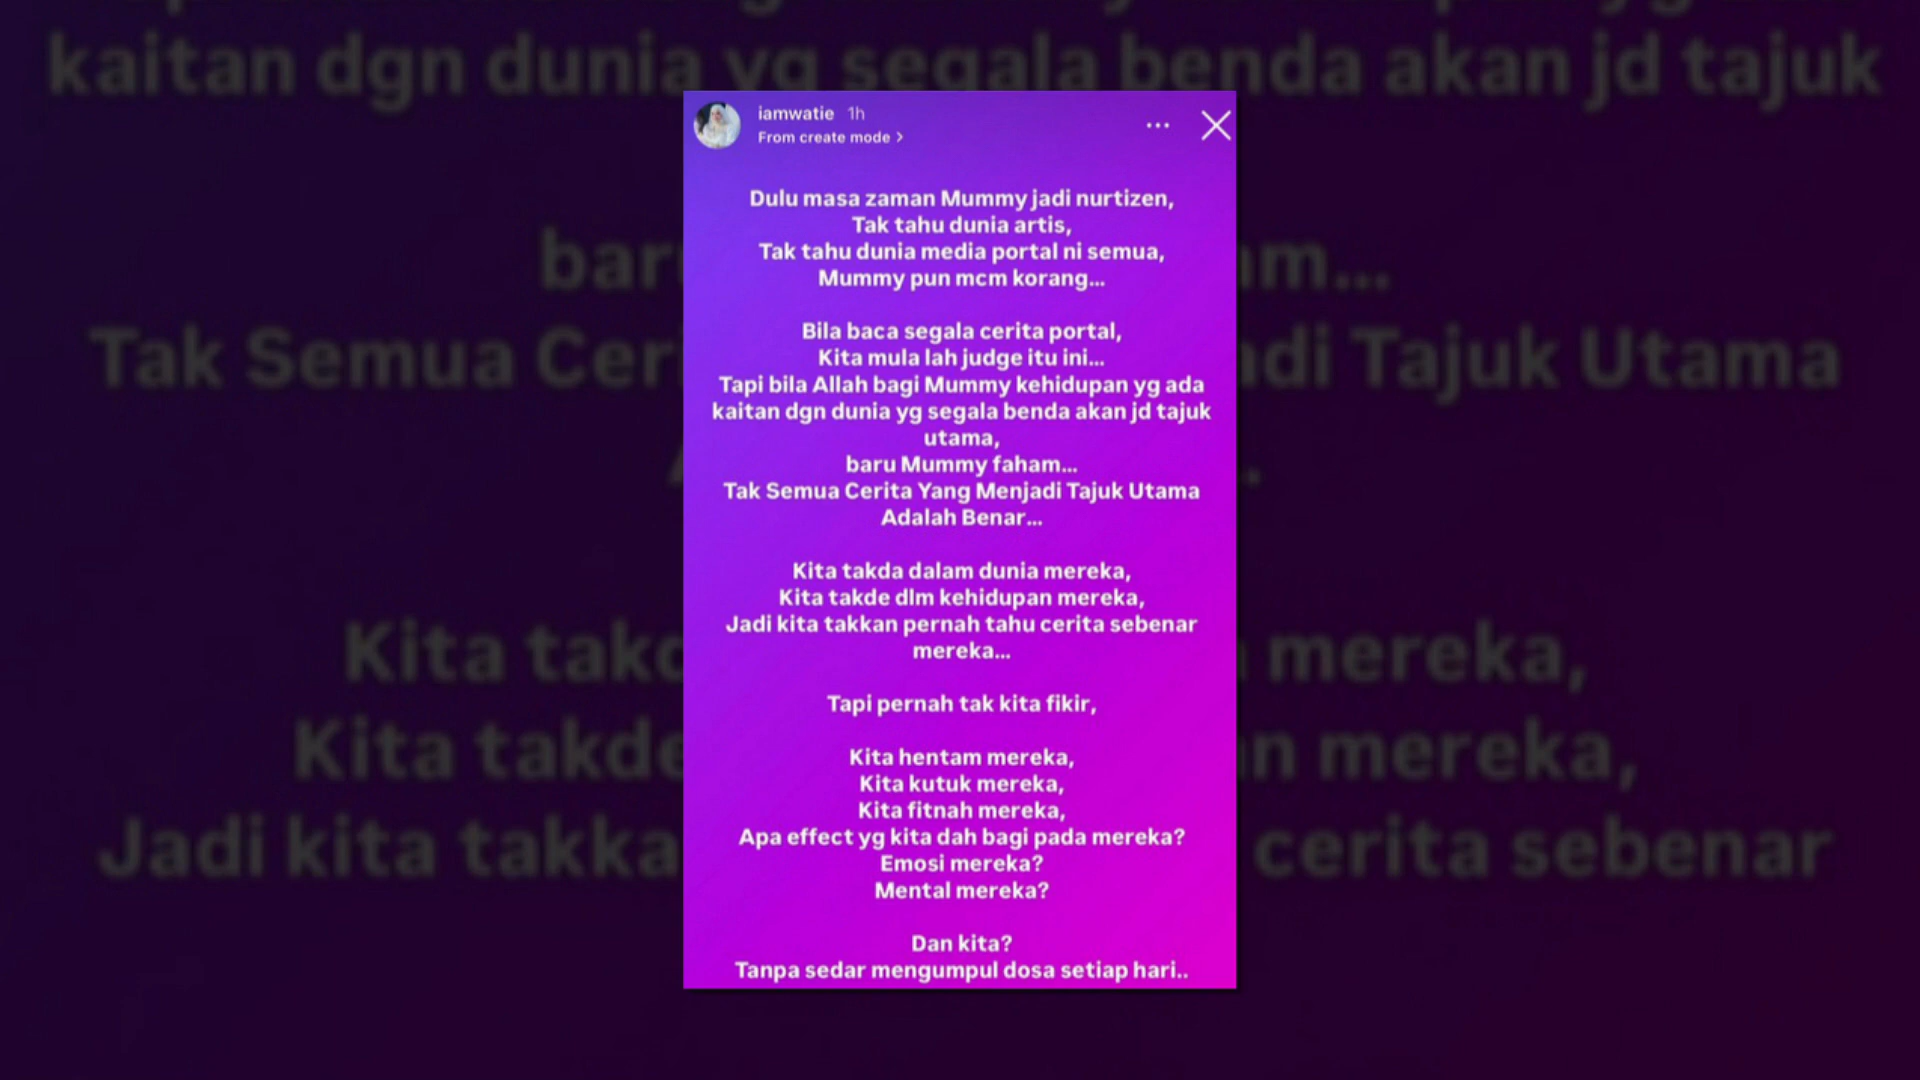 iamwatie 1h
From create mode >
Dulu masa zaman Mummy jadi nurtizen,
Tak tahu dunia artis,
Tak tahu dunia media portal ni semua,
Mummy pun mcm korang...
Bila baca segala cerita portal,
Kita mula lah judge itu ini...
Tapi bila Allah bagi Mummy kehidupan yg ada
kaitan dgn dunia yg segala benda akan jd tajuk
utama,
baru Mummy faham...
Tak Semua Cerita Yang Menjadi Tajuk Utama
Adalah Benar...
Kita takda dalam dunia mereka,
Kita takde dlm kehidupan mereka,
Jadi kita takkan pernah tahu cerita sebenar
mereka...
Tapi pernah tak kita fikir,
Kita hentam mereka,
Kita kutuk mereka,
Kita fitnah mereka,
Apa effect yg kita dah bagi pada mereka?
Emosi mereka?
Mental mereka?
Dan kita?
Tanpa sedar mengumpul dosa setiap hari..